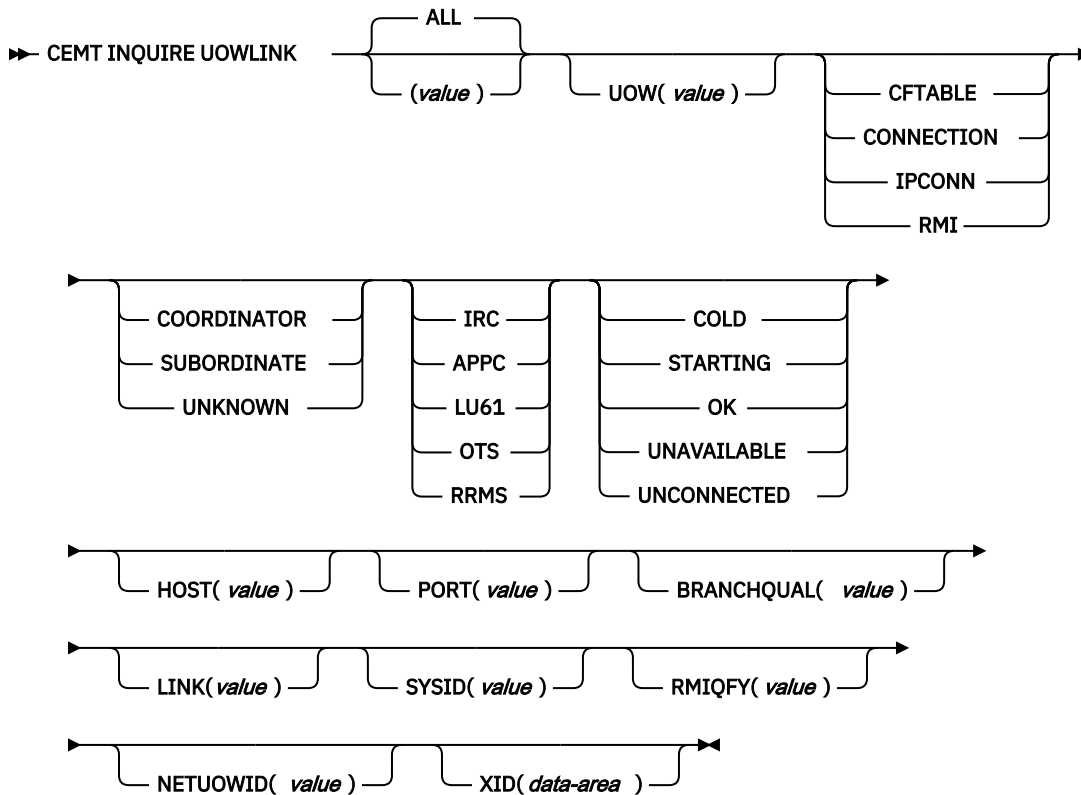 ALL
CEMT INQUIRE UOWLINK
(value )
UOW( value )
CFTABLE
CONNECTION
IPCONN
RMI
COORDINATOR
SUBORDINATE
UNKNOWN
IRC
APPC
LU61
OTS
RRMS
COLD
STARTING
OK
UNAVAILABLE
UNCONNECTED
HOST( value ) PORT( value ) BRANCHQUAL( value )
LINK(value ) SYSID( value ) RMIQFY( value )
NETUOWID( value ) XID( data-area )